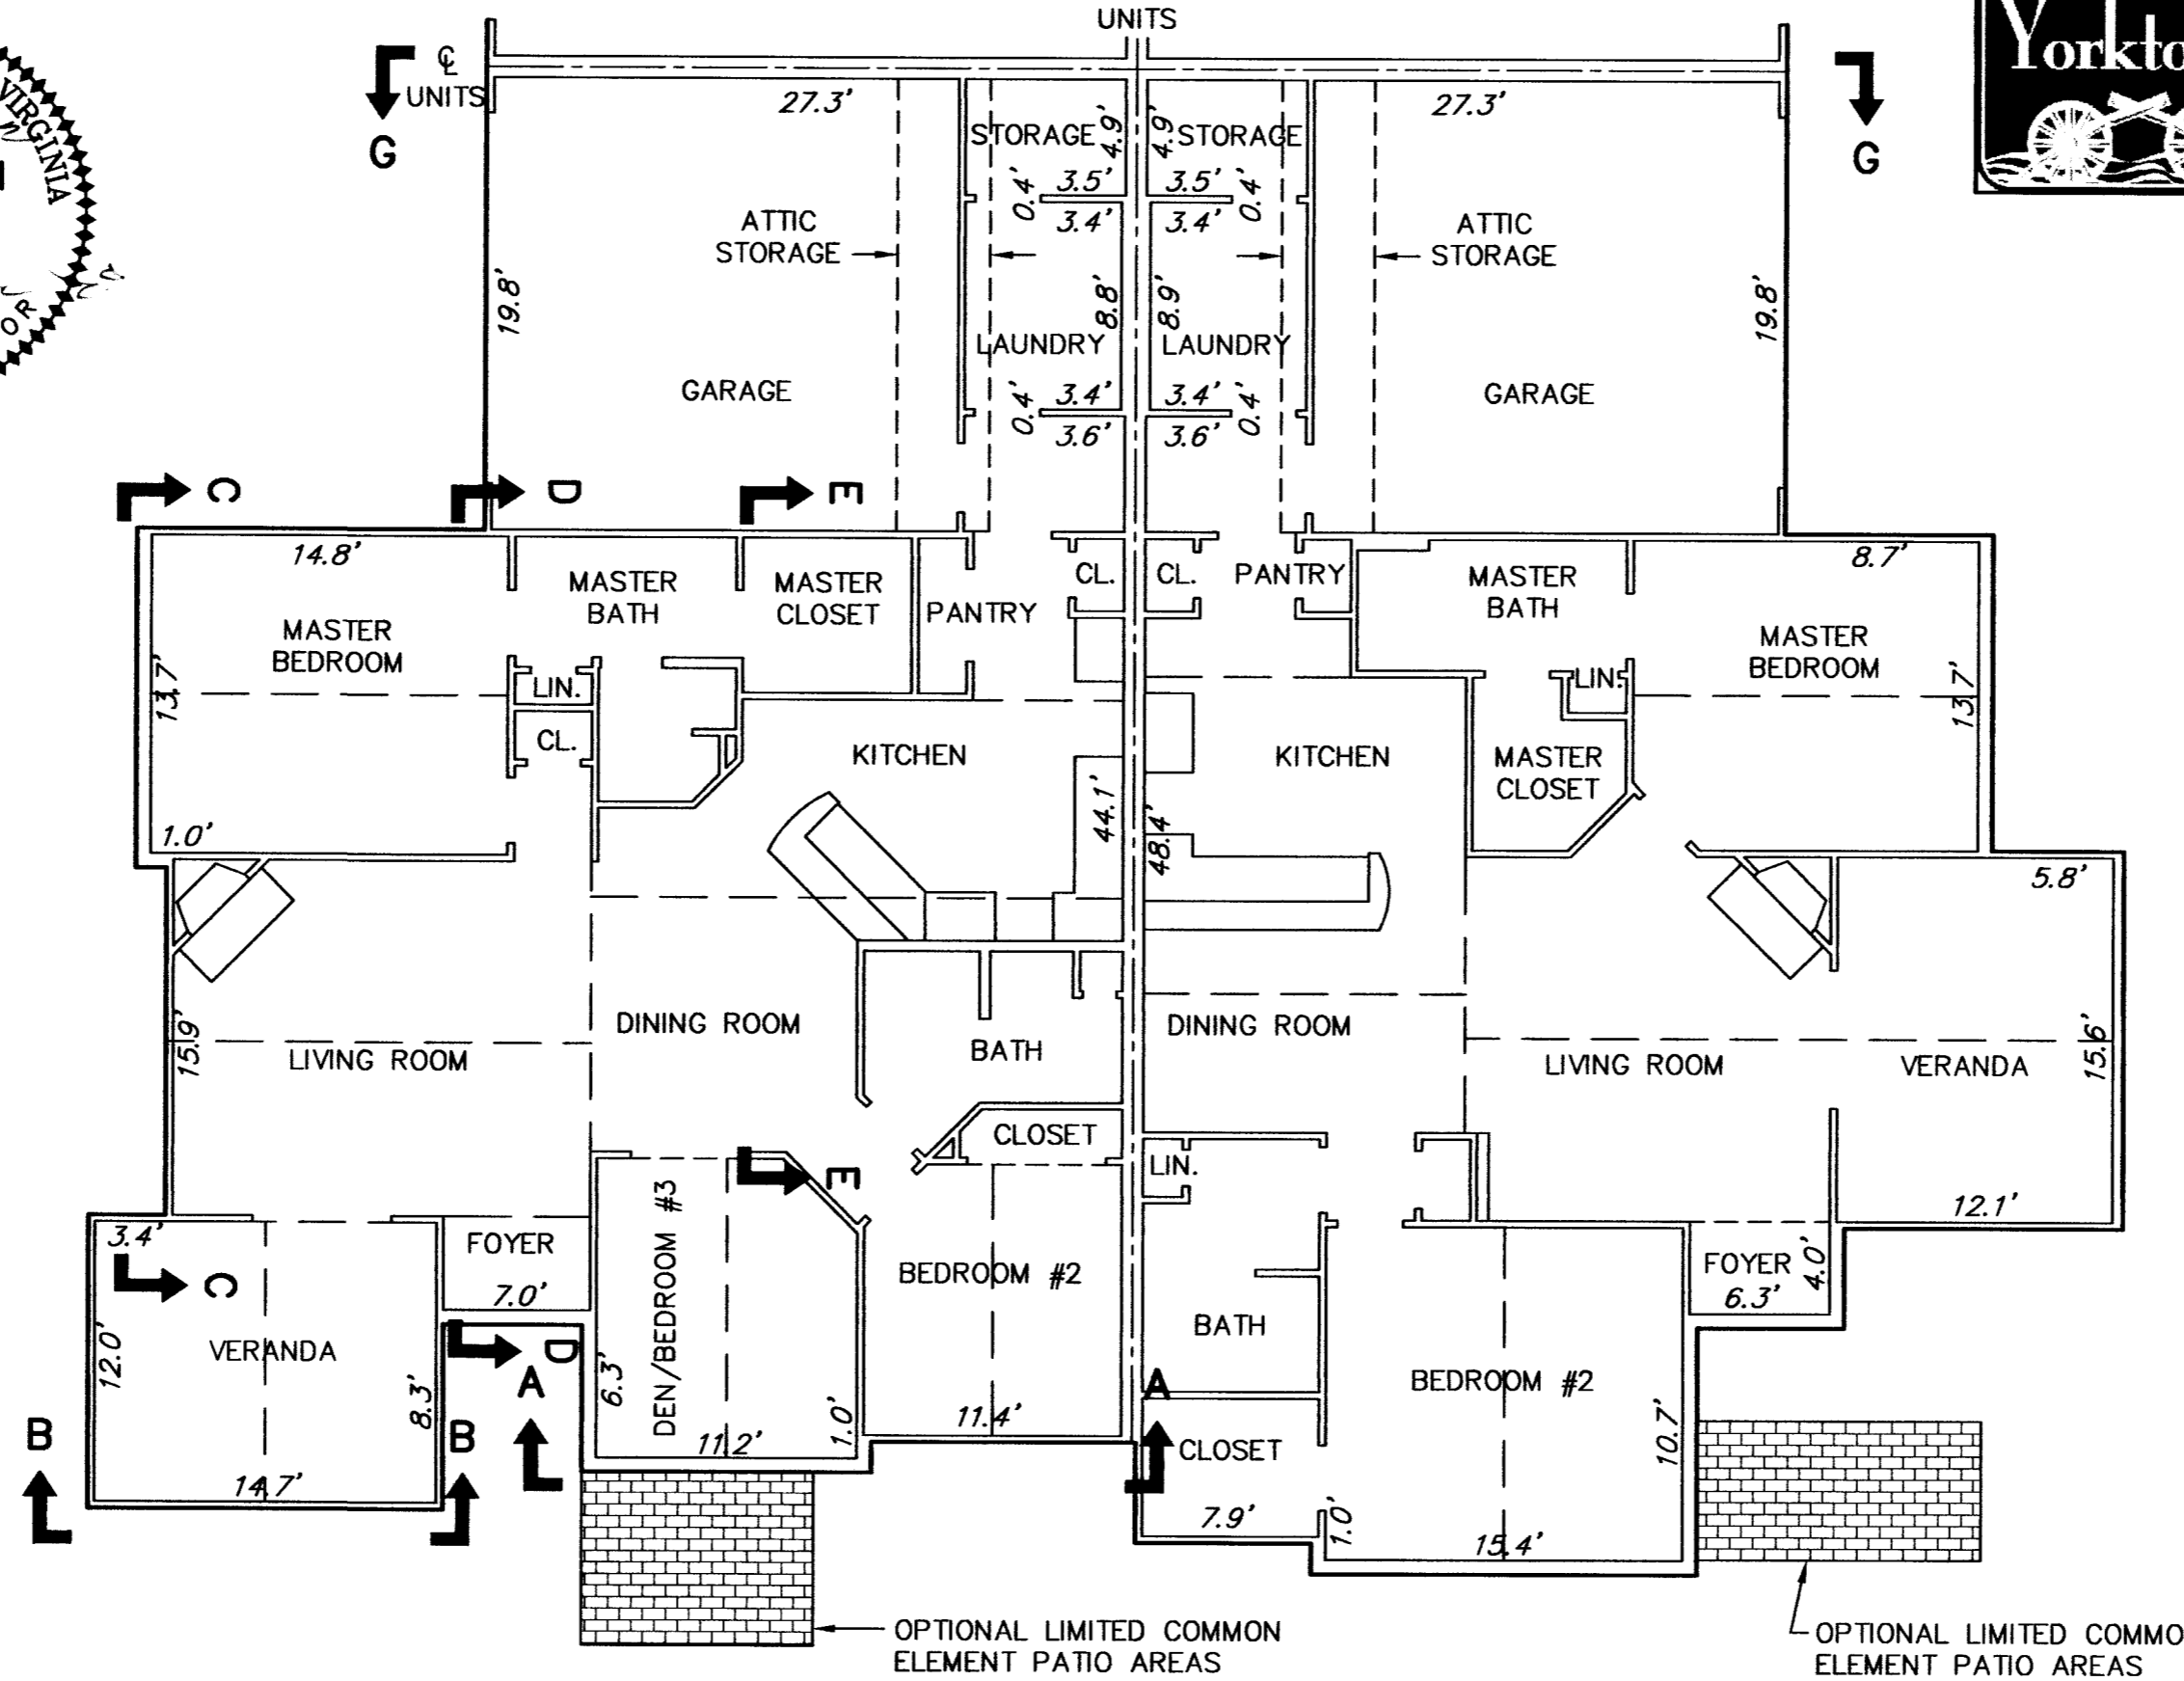 UNITS
℄
UNITS
G
G
VIRGINIA
OR
Yorkto
27.3'
27.3'
STORAGE
4.9'
4.9'
STORAGE
3.5'
0.4'
3.4'
3.5'
0.4'
3.4'
ATTIC
STORAGE
ATTIC
STORAGE
19.8'
8.8'
8.9'
19.8'
LAUNDRY
LAUNDRY
GARAGE
GARAGE
0.4'
3.4'
3.6'
3.4'
0.4'
3.6'
C
D
E
14.8'
MASTER
BATH
MASTER
CLOSET
PANTRY
CL.
CL.
PANTRY
MASTER
BATH
8.7'
MASTER
BEDROOM
MASTER
BEDROOM
13.7'
LIN.
CL.
LIN.
13.7'
KITCHEN
KITCHEN
MASTER
CLOSET
1.0'
44.1'
48.4'
5.8'
15.9'
LIVING ROOM
DINING ROOM
BATH
DINING ROOM
LIVING ROOM
VERANDA
15.6'
CLOSET
E
LIN.
3.4'
C
FOYER
7.0'
DEN/BEDROOM #3
BEDROOM #2
12.1'
FOYER
4.0'
6.3'
VERANDA
12.0'
8.3'
14.7'
D
A
B
B
6.3'
11.2'
1.0'
11.4'
BATH
A
BEDROOM #2
10.7'
CLOSET
7.9'
1.0'
15.4'
OPTIONAL LIMITED COMMON
ELEMENT PATIO AREAS
OPTIONAL LIMITED COMMO
ELEMENT PATIO AREAS